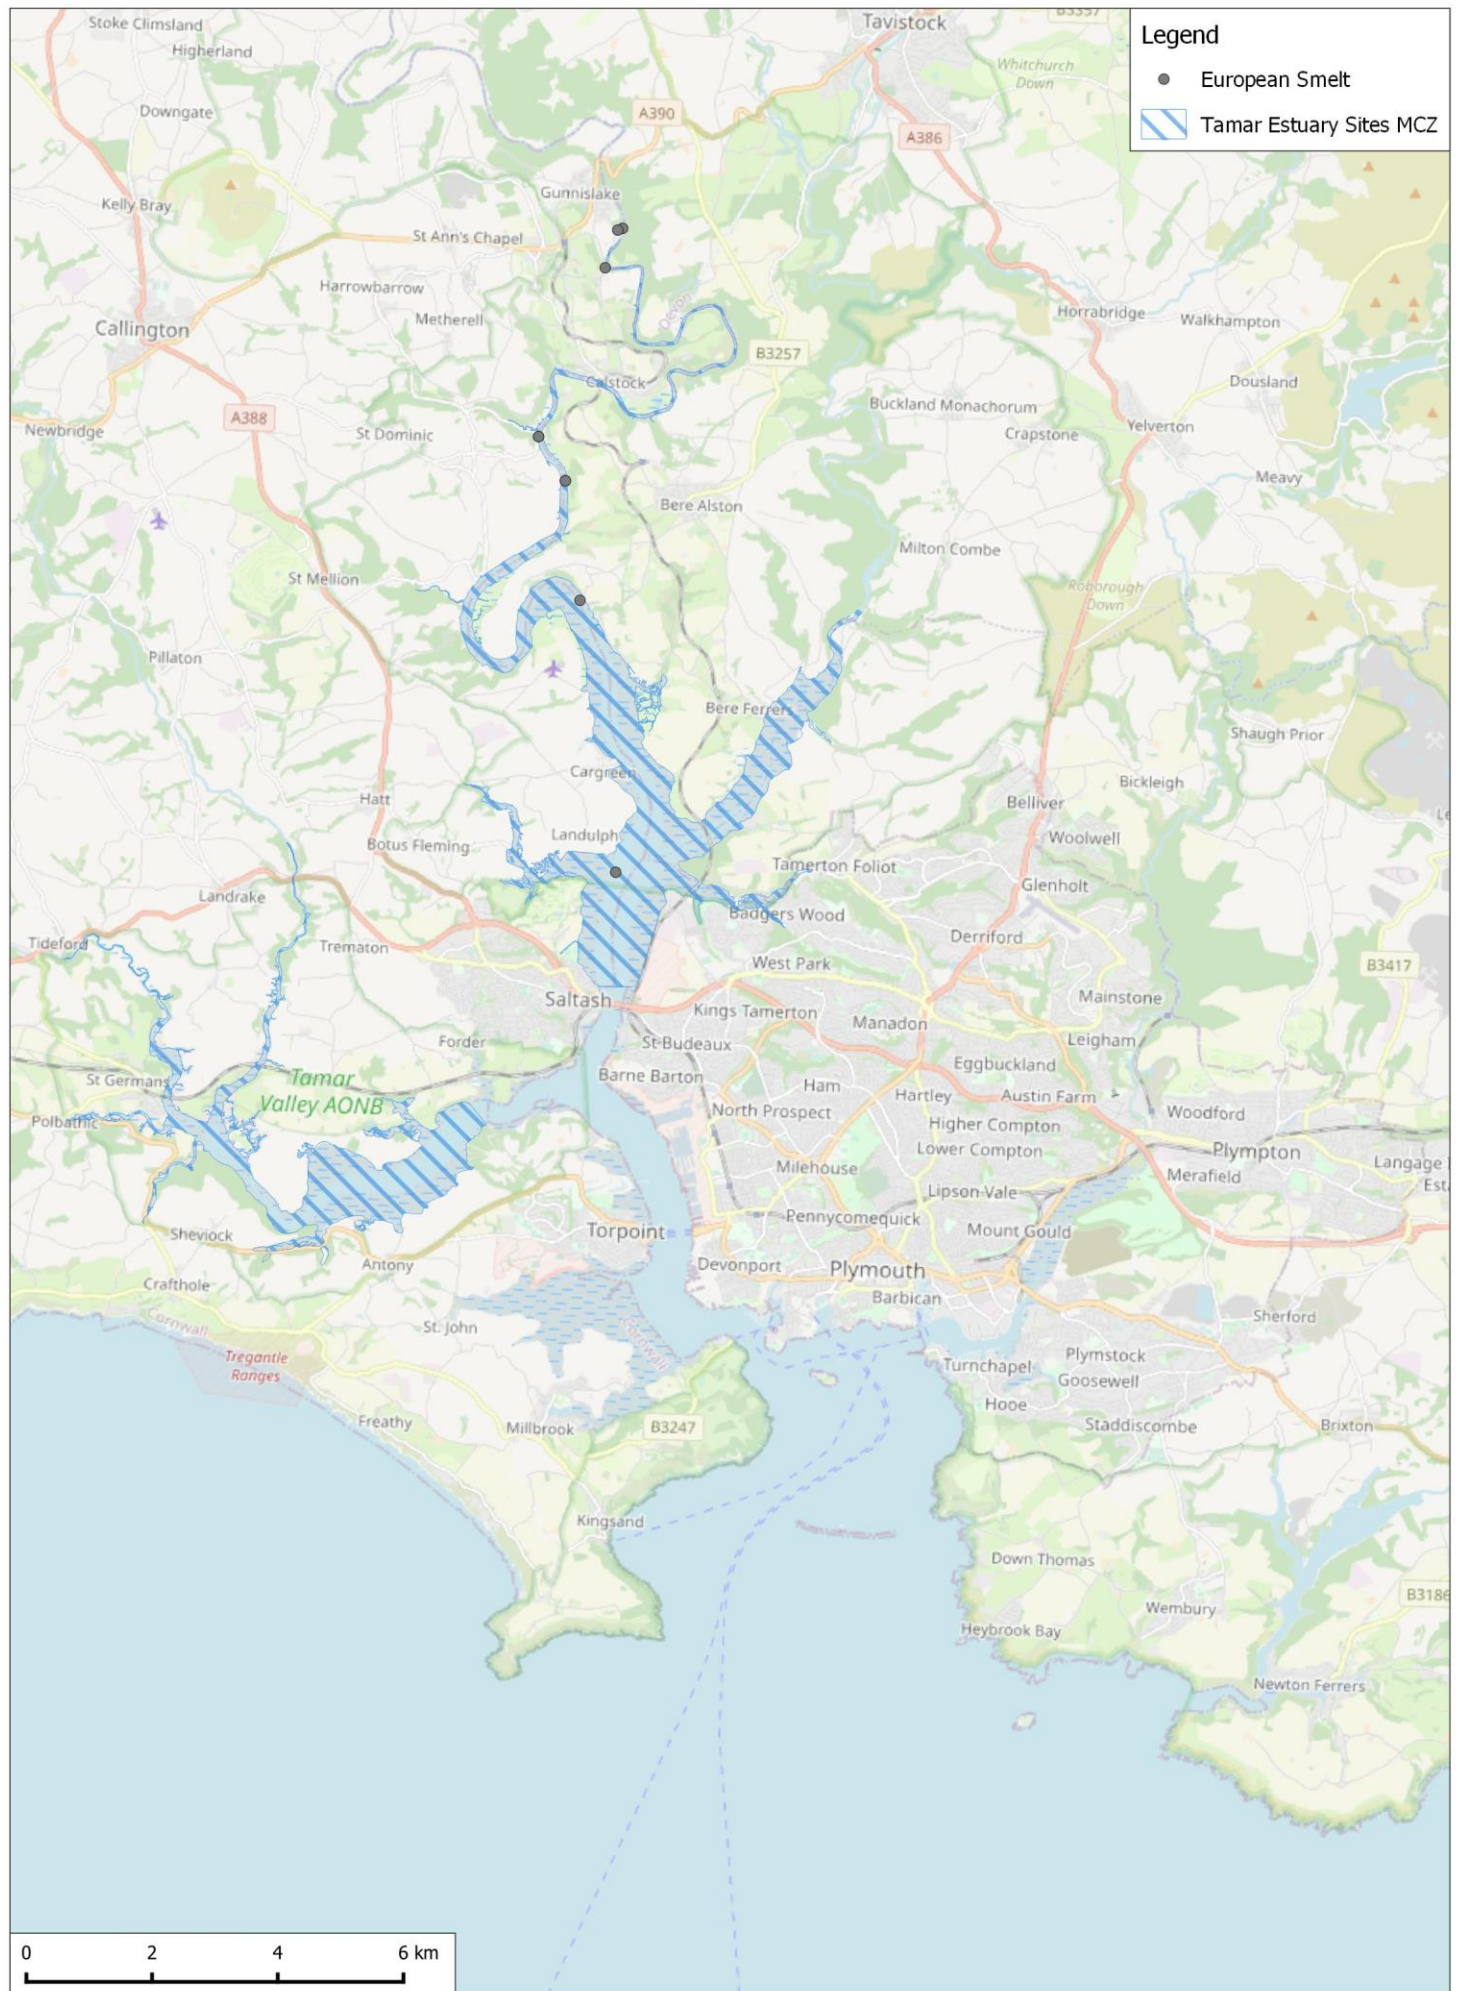 Stoke Climsland
Tavistock
B3357
Legend
European Smelt
Tamar Estuary Sites MCZ
Higherland
Whitchurch
Down
Downgate
A390
A386
Gunnislake
Kelly Bray
St Ann's Chapel
Harrowbarrow
Devon
Metherell
Horrabridge
Walkhampton
Callington
B3257
Calstock
Dousland
A388
Buckland Monachorum
Newbridge
St Dominic
Crapstone
Yelverton
Meavy
Bere Alston
Milton Combe
St Mellion
Roborough
Down
Pillaton
Bere Ferrers
Shaugh Prior
Cargreen
Bickleigh
Hatt
Belliver
Landulph
Woolwell
Botus Fleming
Tamerton Foliot
Landrake
Glenholt
Badgers Wood
Tideford
Trematon
Derriford
West Park
B3417
Saltash
Kings Tamerton
Mainstone
Manadon
Forder
St Budeaux
Leigham
Eggbuckland
St Germans
Tamar
Valley AONB
Barne Barton
Ham
Hartley
Austin Farm
Polbathic
North Prospect
Woodford
Higher Compton
Lower Compton
Plympton
Milehouse
Merafield
Langage
Est
Lipson Vale
Sheviock
Torpoint
Pennycomequick
Mount Gould
Antony
Devonport
Plymouth
Crafthole
Barbican
Cornwall
St. John
Cornwall
Sherford
Tregantle
Ranges
Turnchapel
Plymstock
Goosewell
Hooe
Freathy
Millbrook
B3247
Staddiscombe
Brixton
Kingsand
Down Thomas
B3186
Wembury
Heybrook Bay
Newton Ferrers
0 2 4 6 km